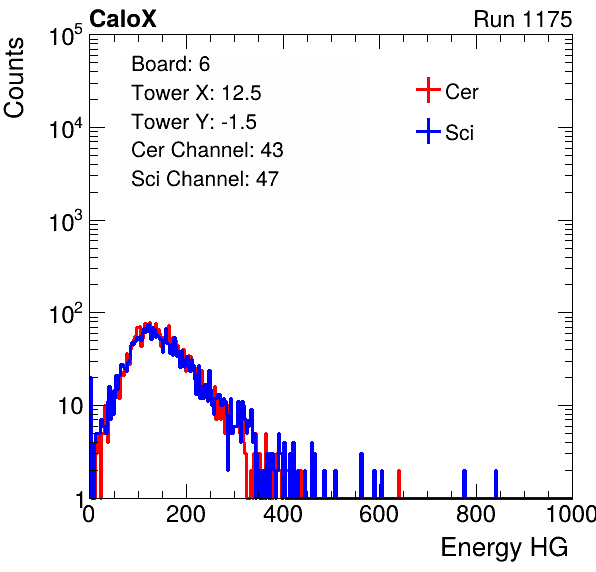 CaloX Run 1175
Counts
Board: 6
Tower X: 12.5
Tower Y: -1.5
Cer Channel: 43
Sci Channel: 47
Cer
Sci
10^5
10^4
10^3
10^2
10
1
0 200 400 600 800 1000
Energy HG